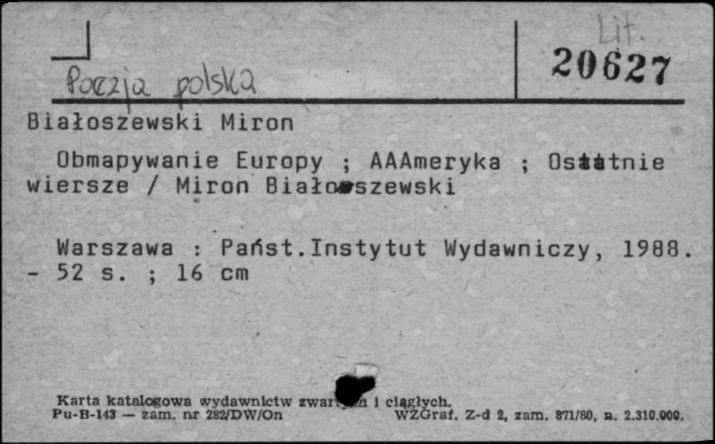 Lit.
20627
Poezja polska
Białoszewski Miron
Obmapywanie Europy ; AAAmeryka ; Ostatnie
wiersze / Miron Białoszewski
Warszawa : Państ.Instytut Wydawniczy, 1988.
- 52 s. ; 16 cm
Karta katalogowa wydawnictw zwartych i ciągłych.
Pu-B-143 — zam. nr 282/DW/On WZGraf. Z-d 2, zam. 871/80, n. 2.310.000.